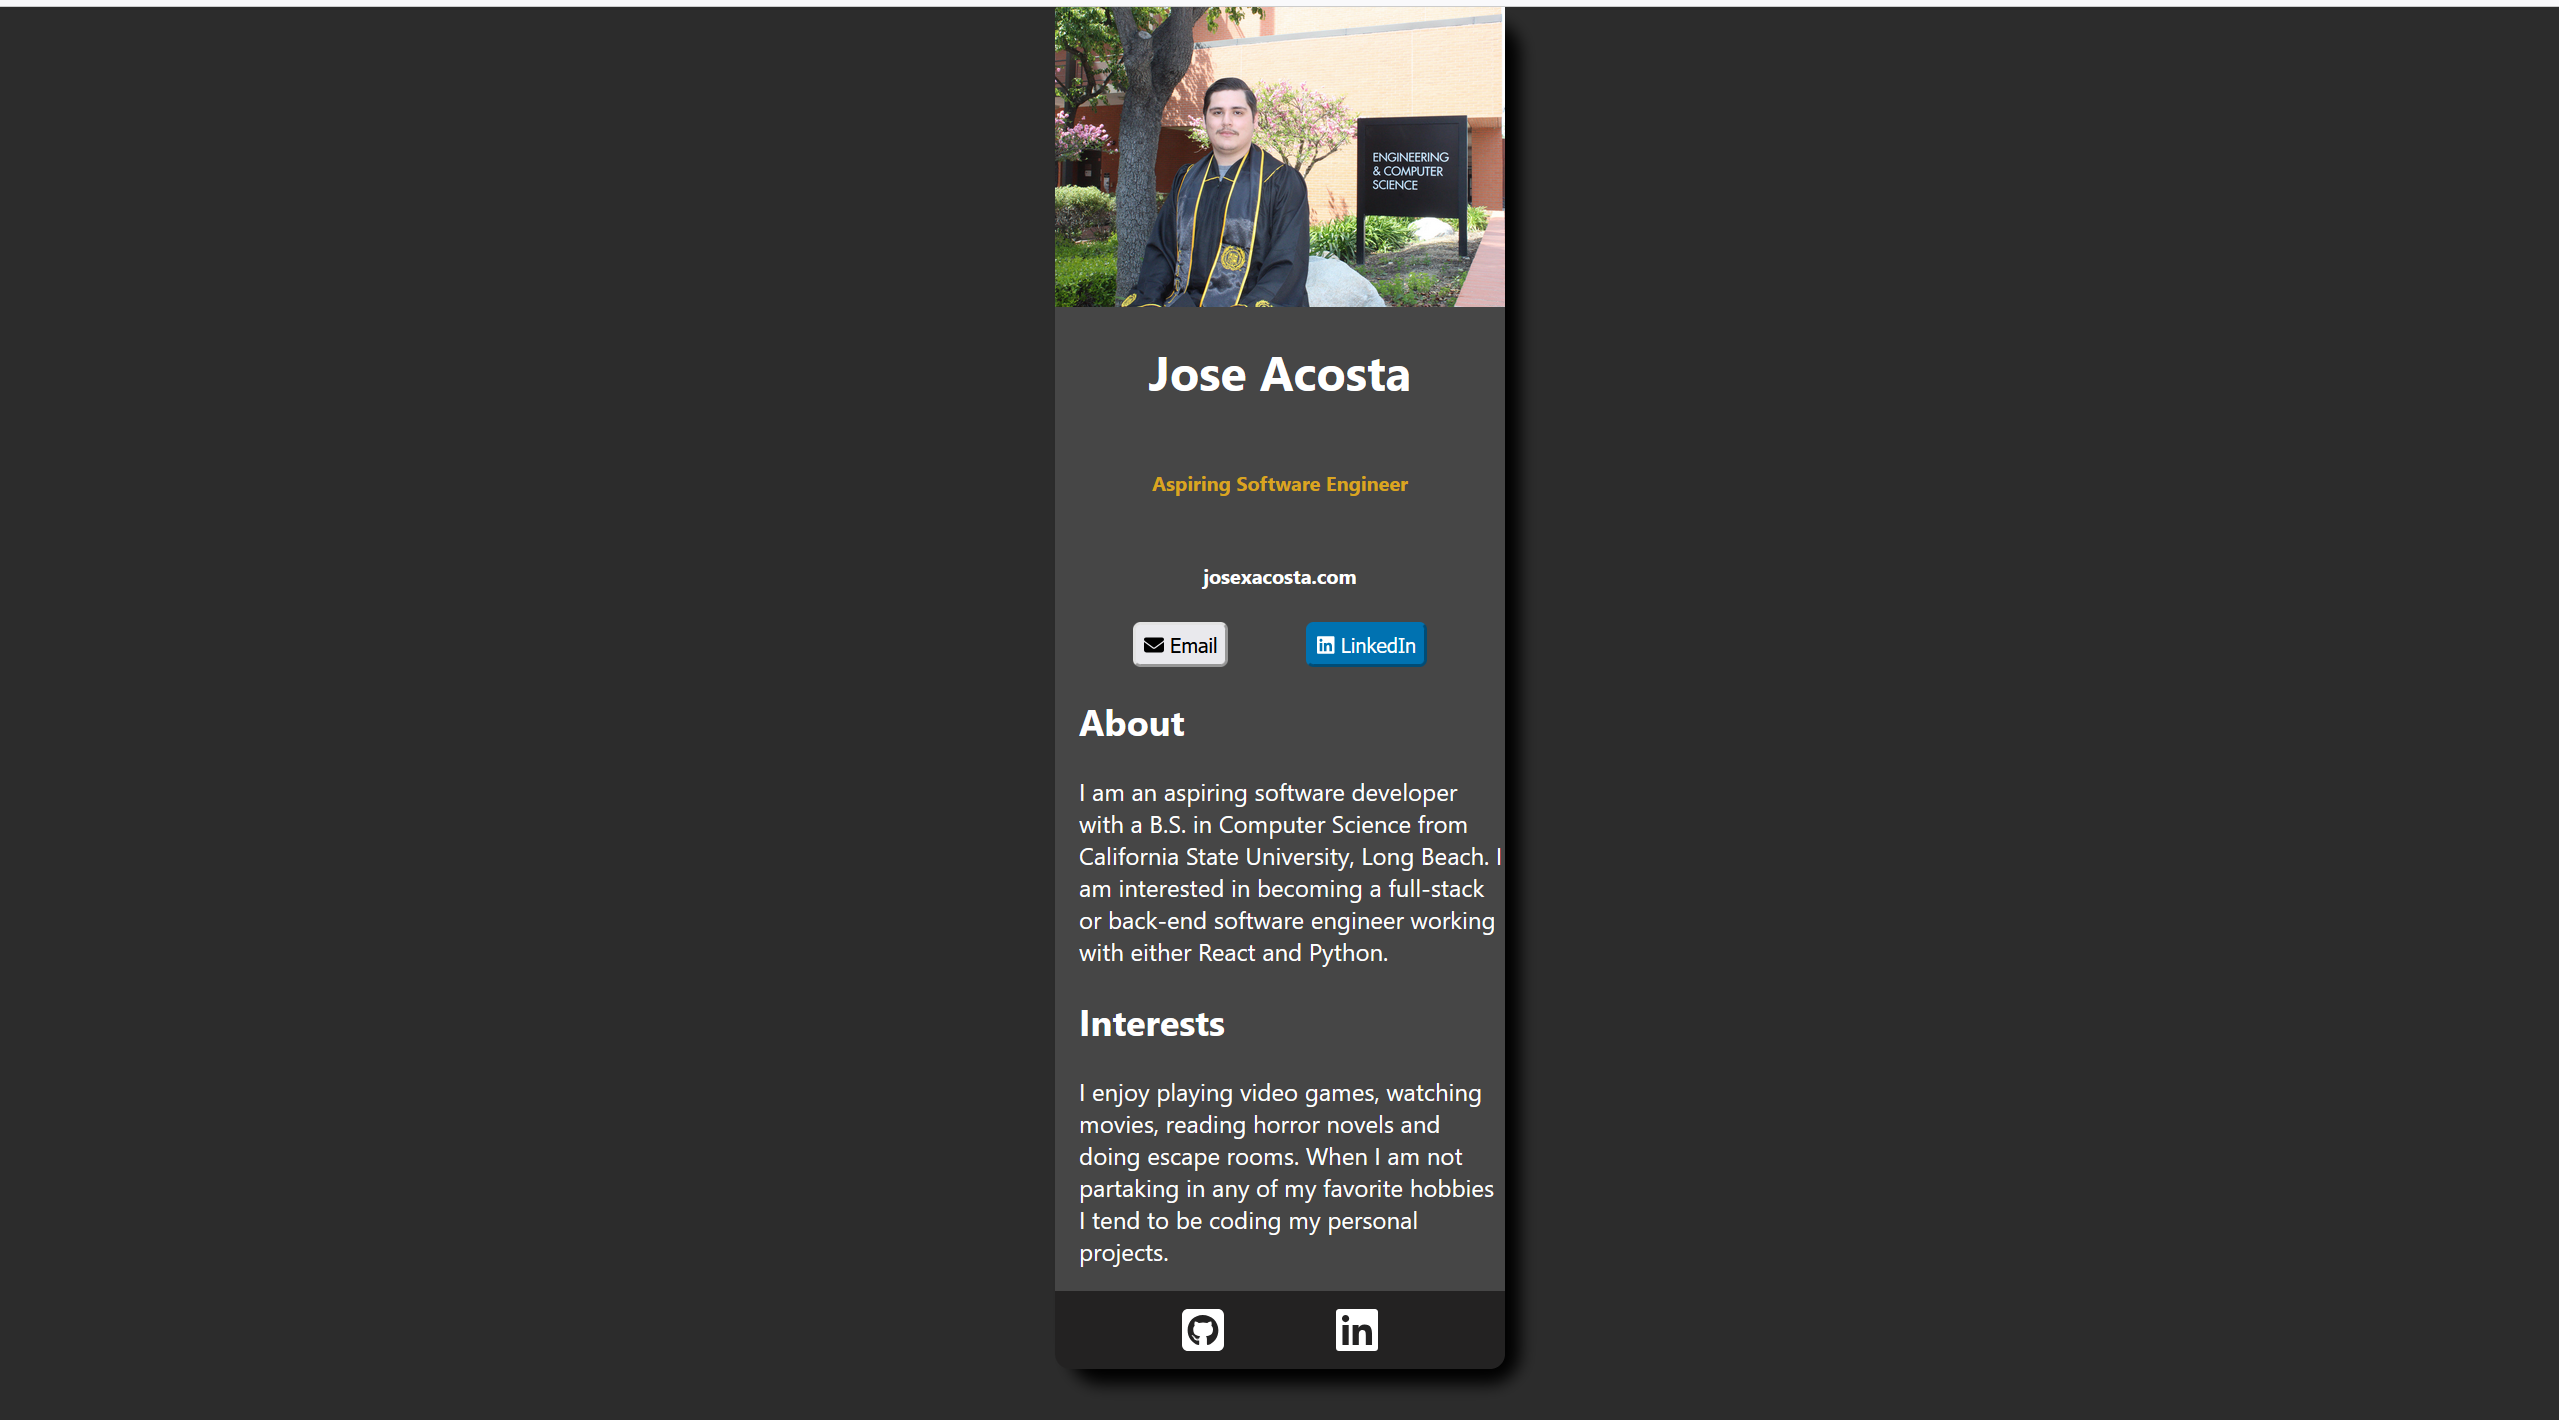 ENGINEERING
& COMPUTER
SCIENCE
Jose Acosta
Aspiring Software Engineer
josexacosta.com
Email
LinkedIn
About
I am an aspiring software developer
with a B.S. in Computer Science from
California State University, Long Beach. I
am interested in becoming a full-stack
or back-end software engineer working
with either React and Python.
Interests
I enjoy playing video games, watching
movies, reading horror novels and
doing escape rooms. When I am not
partaking in any of my favorite hobbies
I tend to be coding my personal
projects.